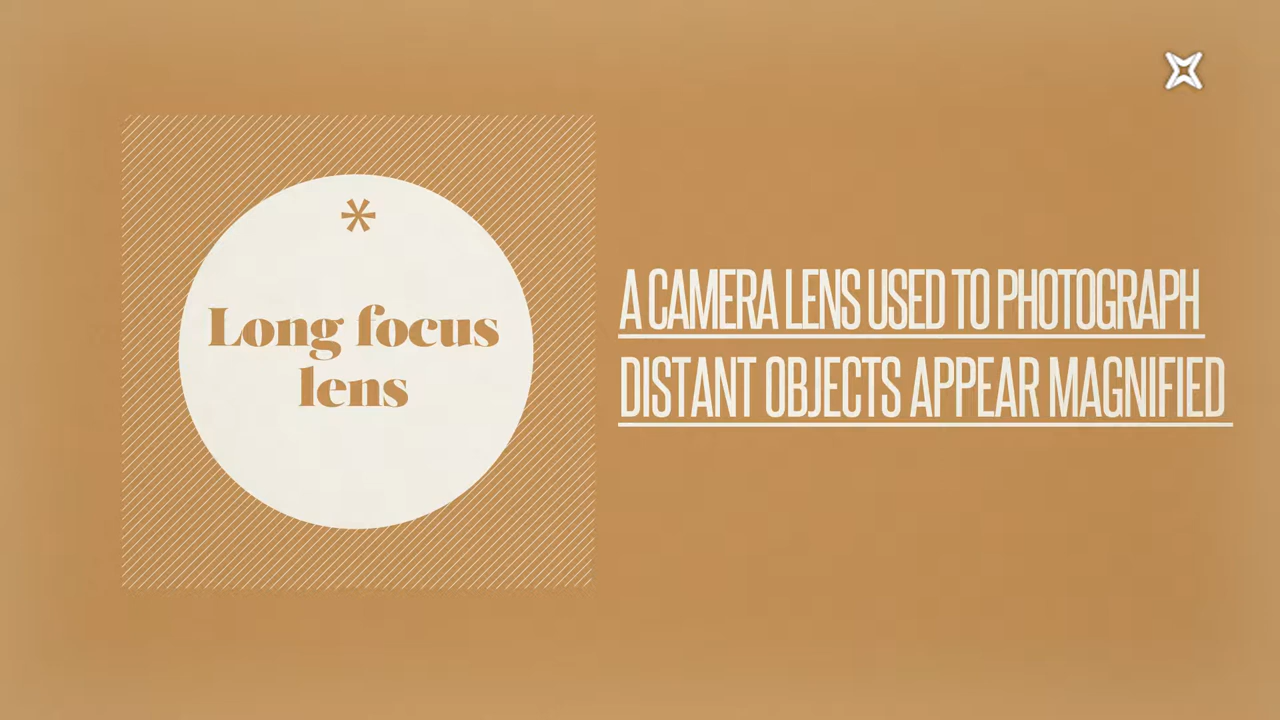 *
Long focus
lens
A CAMERA LENS USED TO PHOTOGRAPH
DISTANT OBJECTS APPEAR MAGNIFIED